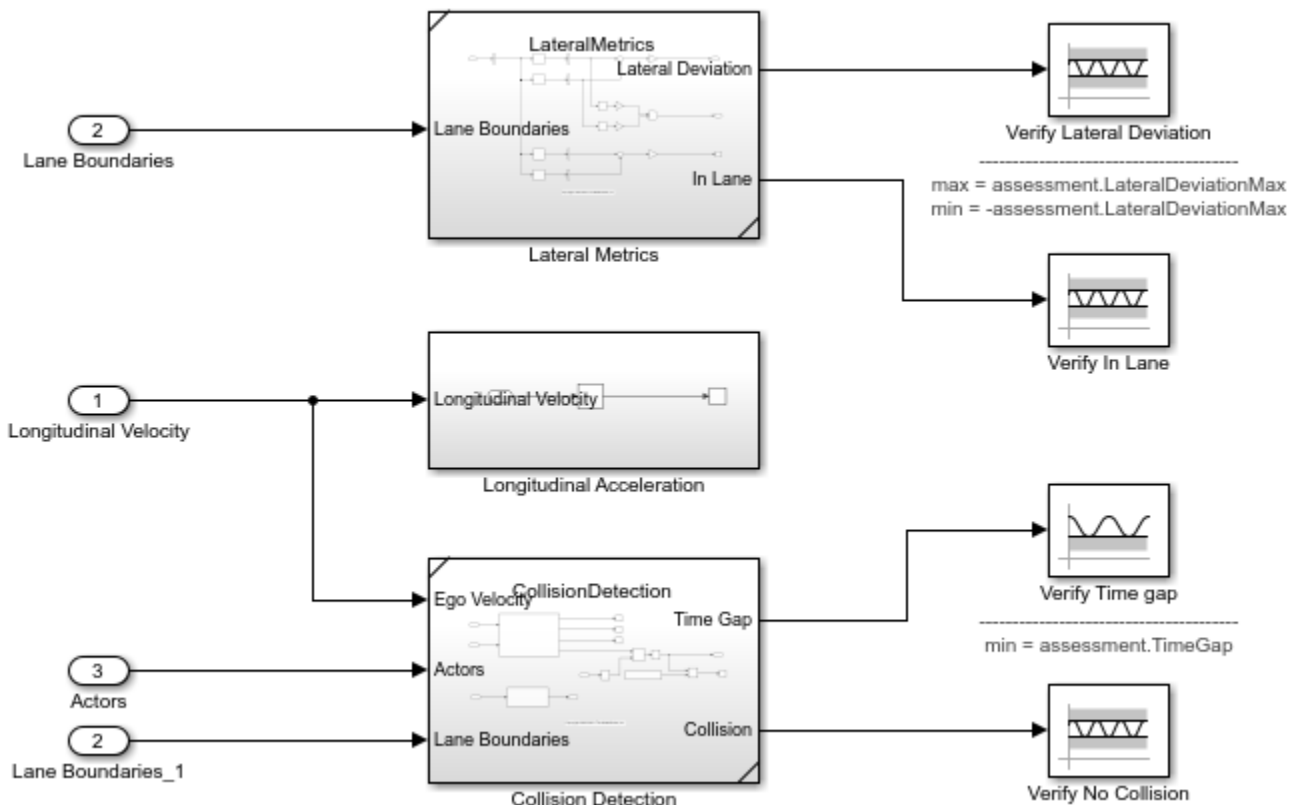 LateralMetrics
Lateral Deviation
Lane Boundaries
In Lane
Lateral Metrics
2
Lane Boundaries
Verify Lateral Deviation
max = assessment.LateralDeviationMax
min = -assessment.LateralDeviationMax
Verify In Lane
1
Longitudinal Velocity
Longitudinal Velocity
Longitudinal Acceleration
CollisionDetection
Ego Velocity
Time Gap
Actors
Collision
Lane Boundaries
Collision Detection
3
Actors
2
Lane Boundaries_1
Verify Time gap
min = assessment.TimeGap
Verify No Collision